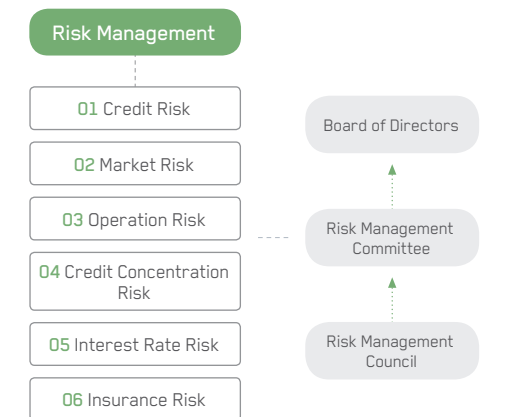 Risk Management
01 Credit Risk
02 Market Risk
03 Operation Risk
04 Credit Concentration
Risk
05 Interest Rate Risk
06 Insurance Risk
Board of Directors
Risk Management
Committee
Risk Management
Council